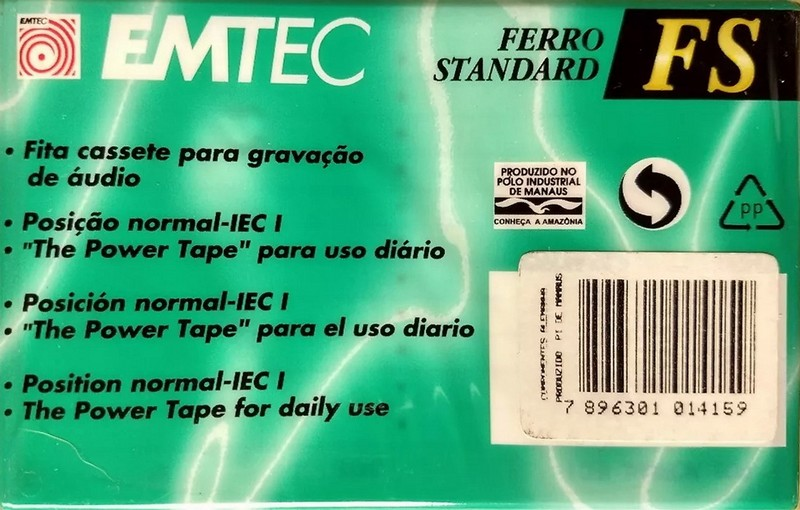 EMTEC
EMTEC
FERRO
STANDARD
FS
• Fita cassete para gravação
de áudio
• Posição normal-IEC I
• "The Power Tape" para uso diário
• Posición normal-IEC I
• "The Power Tape" para el uso diario
• Position normal-IEC I
• The Power Tape for daily use
PRODUZIDO NO
PÓLO INDUSTRIAL
DE MANAUS
CONHEÇA A AMAZÔNIA
PP
COMPONENTES ALEMANHA
PRODUZIDO PI DE MANAUS
7 896301 014159